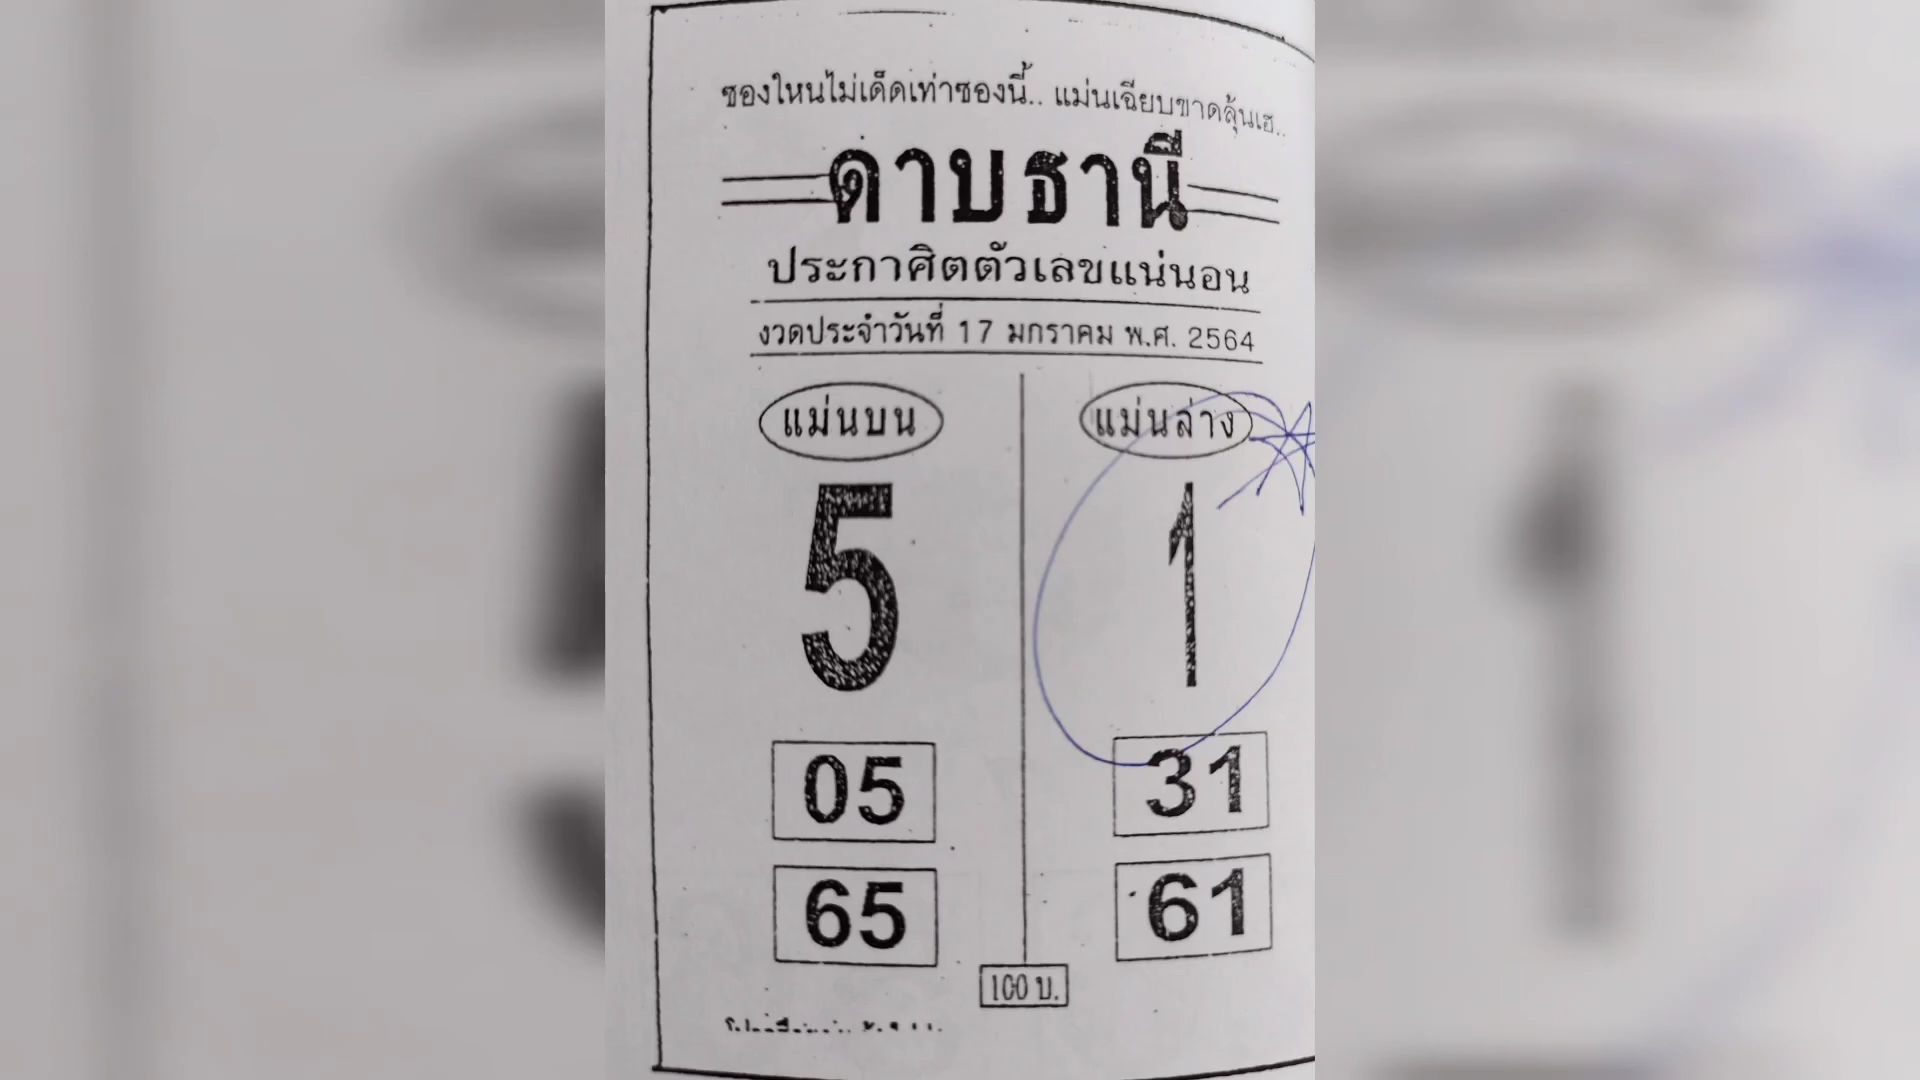 ซองไหนไม่เด็ดเท่าซองนี้.. แม่นเฉียบขาดลุ้นเฮ..
ดาบธานี
ประกาศิตตัวเลขแน่นอน
งวดประจำวันที่ 17 มกราคม พ.ศ. 2564
แม่นบน
5
05
65
แม่นล่าง
1
31
61
100 บ.